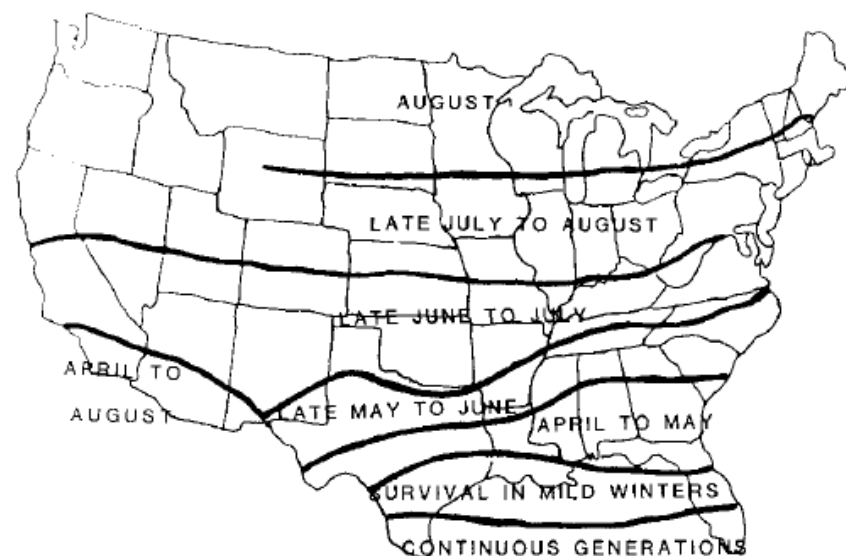 AUGUST
LATE JULY TO AUGUST
LATE JUNE TO JULY
APRIL TO
AUGUST
LATE MAY TO JUNE
APRIL TO MAY
SURVIVAL IN MILD WINTERS
CONTINUOUS GENERATIONS